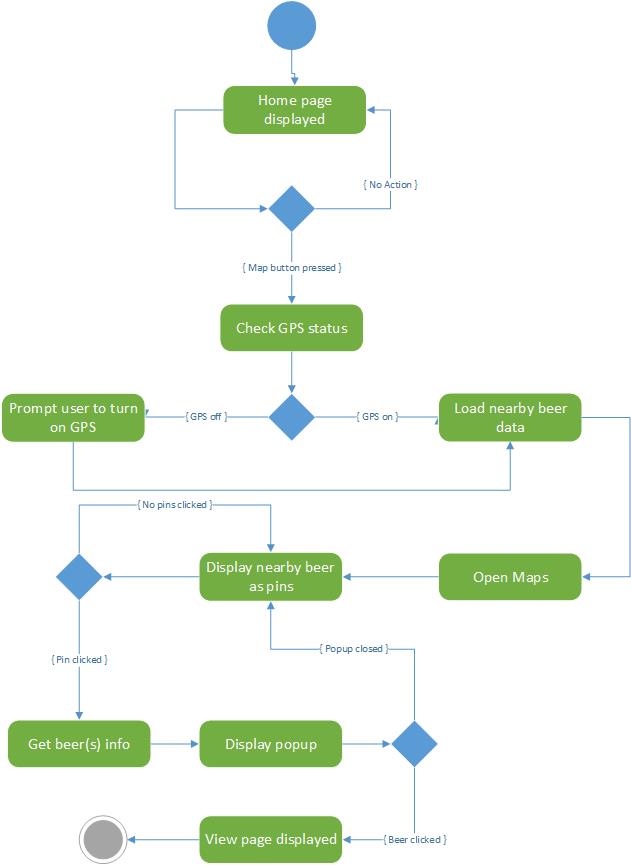 Home page
displayed
{ No Action }
{ Map button pressed }
Check GPS status
Prompt user to turn
on GPS
{ GPS off }
{ GPS on }
Load nearby beer
data
{ No pins clicked }
Display nearby beer
as pins
Open Maps
{ Popup closed }
{ Pin clicked }
Get beer(s) info
Display popup
View page displayed
{ Beer clicked }